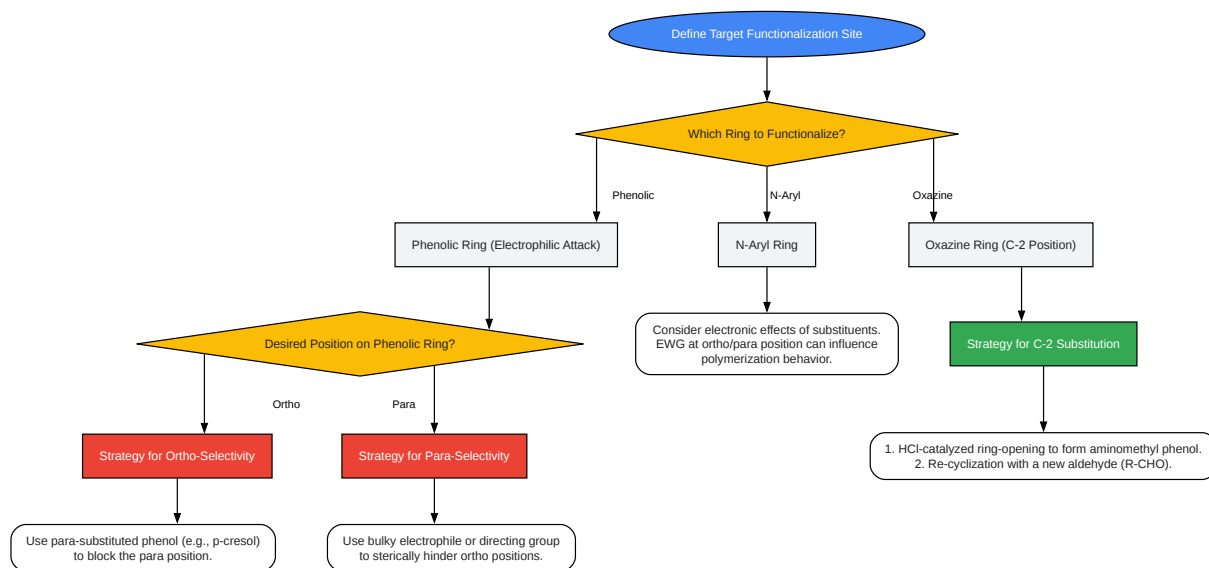 Define Target Functionalization Site
Which Ring to Functionalize?
Phenolic
N-Aryl
Oxazine
Phenolic Ring (Electrophilic Attack)
N-Aryl Ring
Oxazine Ring (C-2 Position)
Desired Position on Phenolic Ring?
Consider electronic effects of substituents.
EWG at ortho/para position can influence
polymerization behavior.
Strategy for C-2 Substitution
Ortho
Para
Strategy for Ortho-Selectivity
Strategy for Para-Selectivity
1. HCl-catalyzed ring-opening to form aminomethyl phenol.
2. Re-cyclization with a new aldehyde (R-CHO).
Use para-substituted phenol (e.g., p-cresol)
to block the para position.
Use bulky electrophile or directing group
to sterically hinder ortho positions.